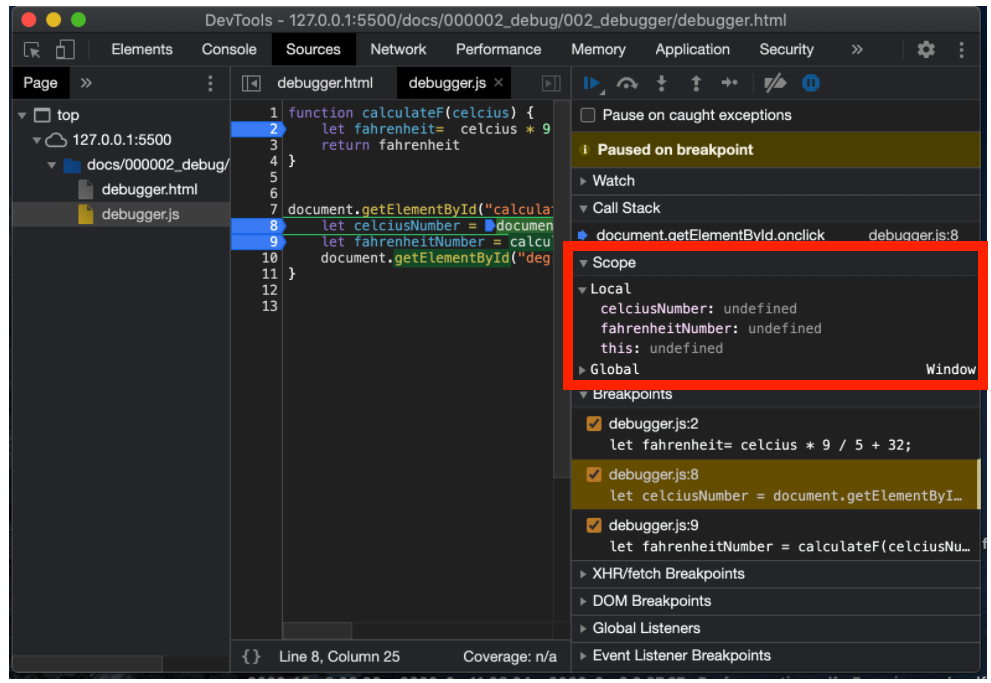 DevTools - 127.0.0.1:5500/docs/000002_debug/002_debugger/debugger.html
Elements Console Sources Network Performance Memory Application Security »
Page »
top
127.0.0.1:5500
docs/000002_debug/
debugger.html
debugger.js
debugger.html debugger.js ×
1 function calculateF(celcius) {
2 let fahrenheit= celcius * 9
3 return fahrenheit
4 }
5
6
7 document.getElementById("calcula
8 let celciusNumber = documen
9 let fahrenheitNumber = calcu
10 document.getElementById("deg
11 }
12
13
{} Line 8, Column 25 Coverage: n/a
Pause on caught exceptions
Paused on breakpoint
Watch
Call Stack
document.getElementById.onclick debugger.js:8
Scope
Local
celciusNumber: undefined
fahrenheitNumber: undefined
this: undefined
Global Window
Breakpoints
debugger.js:2
let fahrenheit= celcius * 9 / 5 + 32;
debugger.js:8
let celciusNumber = document.getElementByI…
debugger.js:9
let fahrenheitNumber = calculateF(celciusNu…
XHR/fetch Breakpoints
DOM Breakpoints
Global Listeners
Event Listener Breakpoints